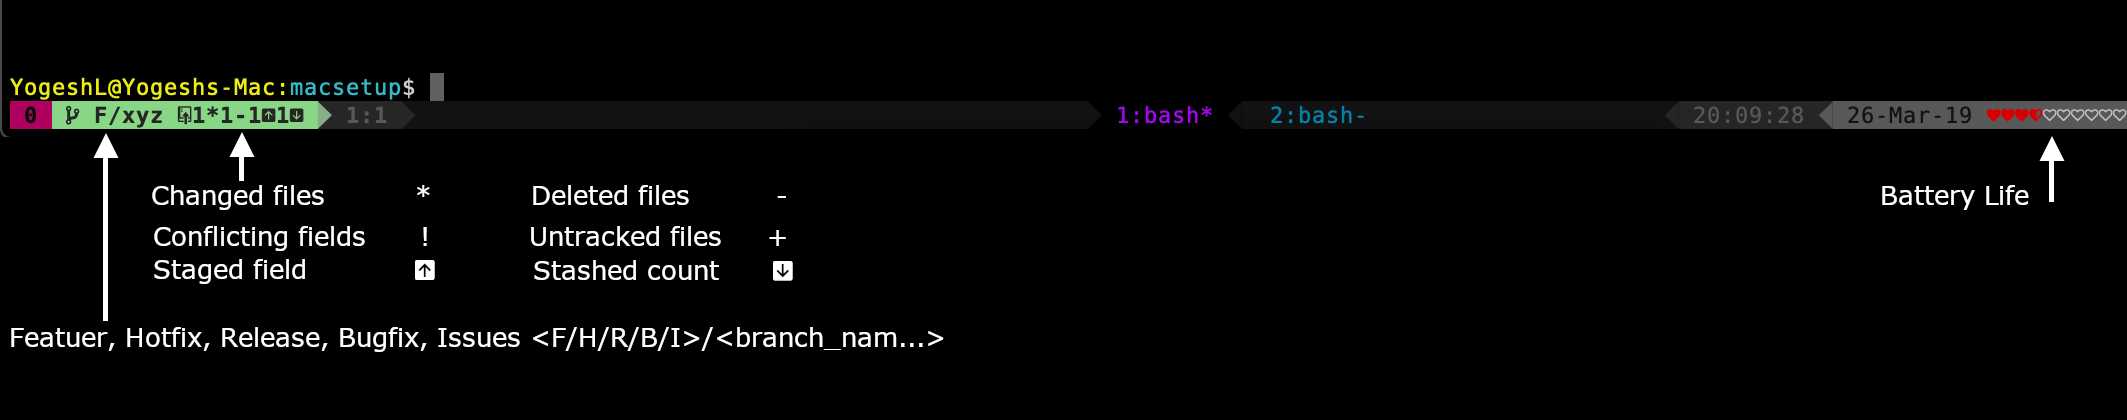 YogeshL@Yogeshs-Mac:macsetup$
0 F/xyz 1*1-1⬆1⬇ 1:1 1:bash* 2:bash- 20:09:28 26-Mar-19 ♥♥♥♥♡♡♡♡♡♡
Changed files * Deleted files -
Conflicting fields ! Untracked files + Battery Life
Staged field ⬆ Stashed count ⬇
Featuer, Hotfix, Release, Bugfix, Issues <F/H/R/B/I>/<branch_nam...>